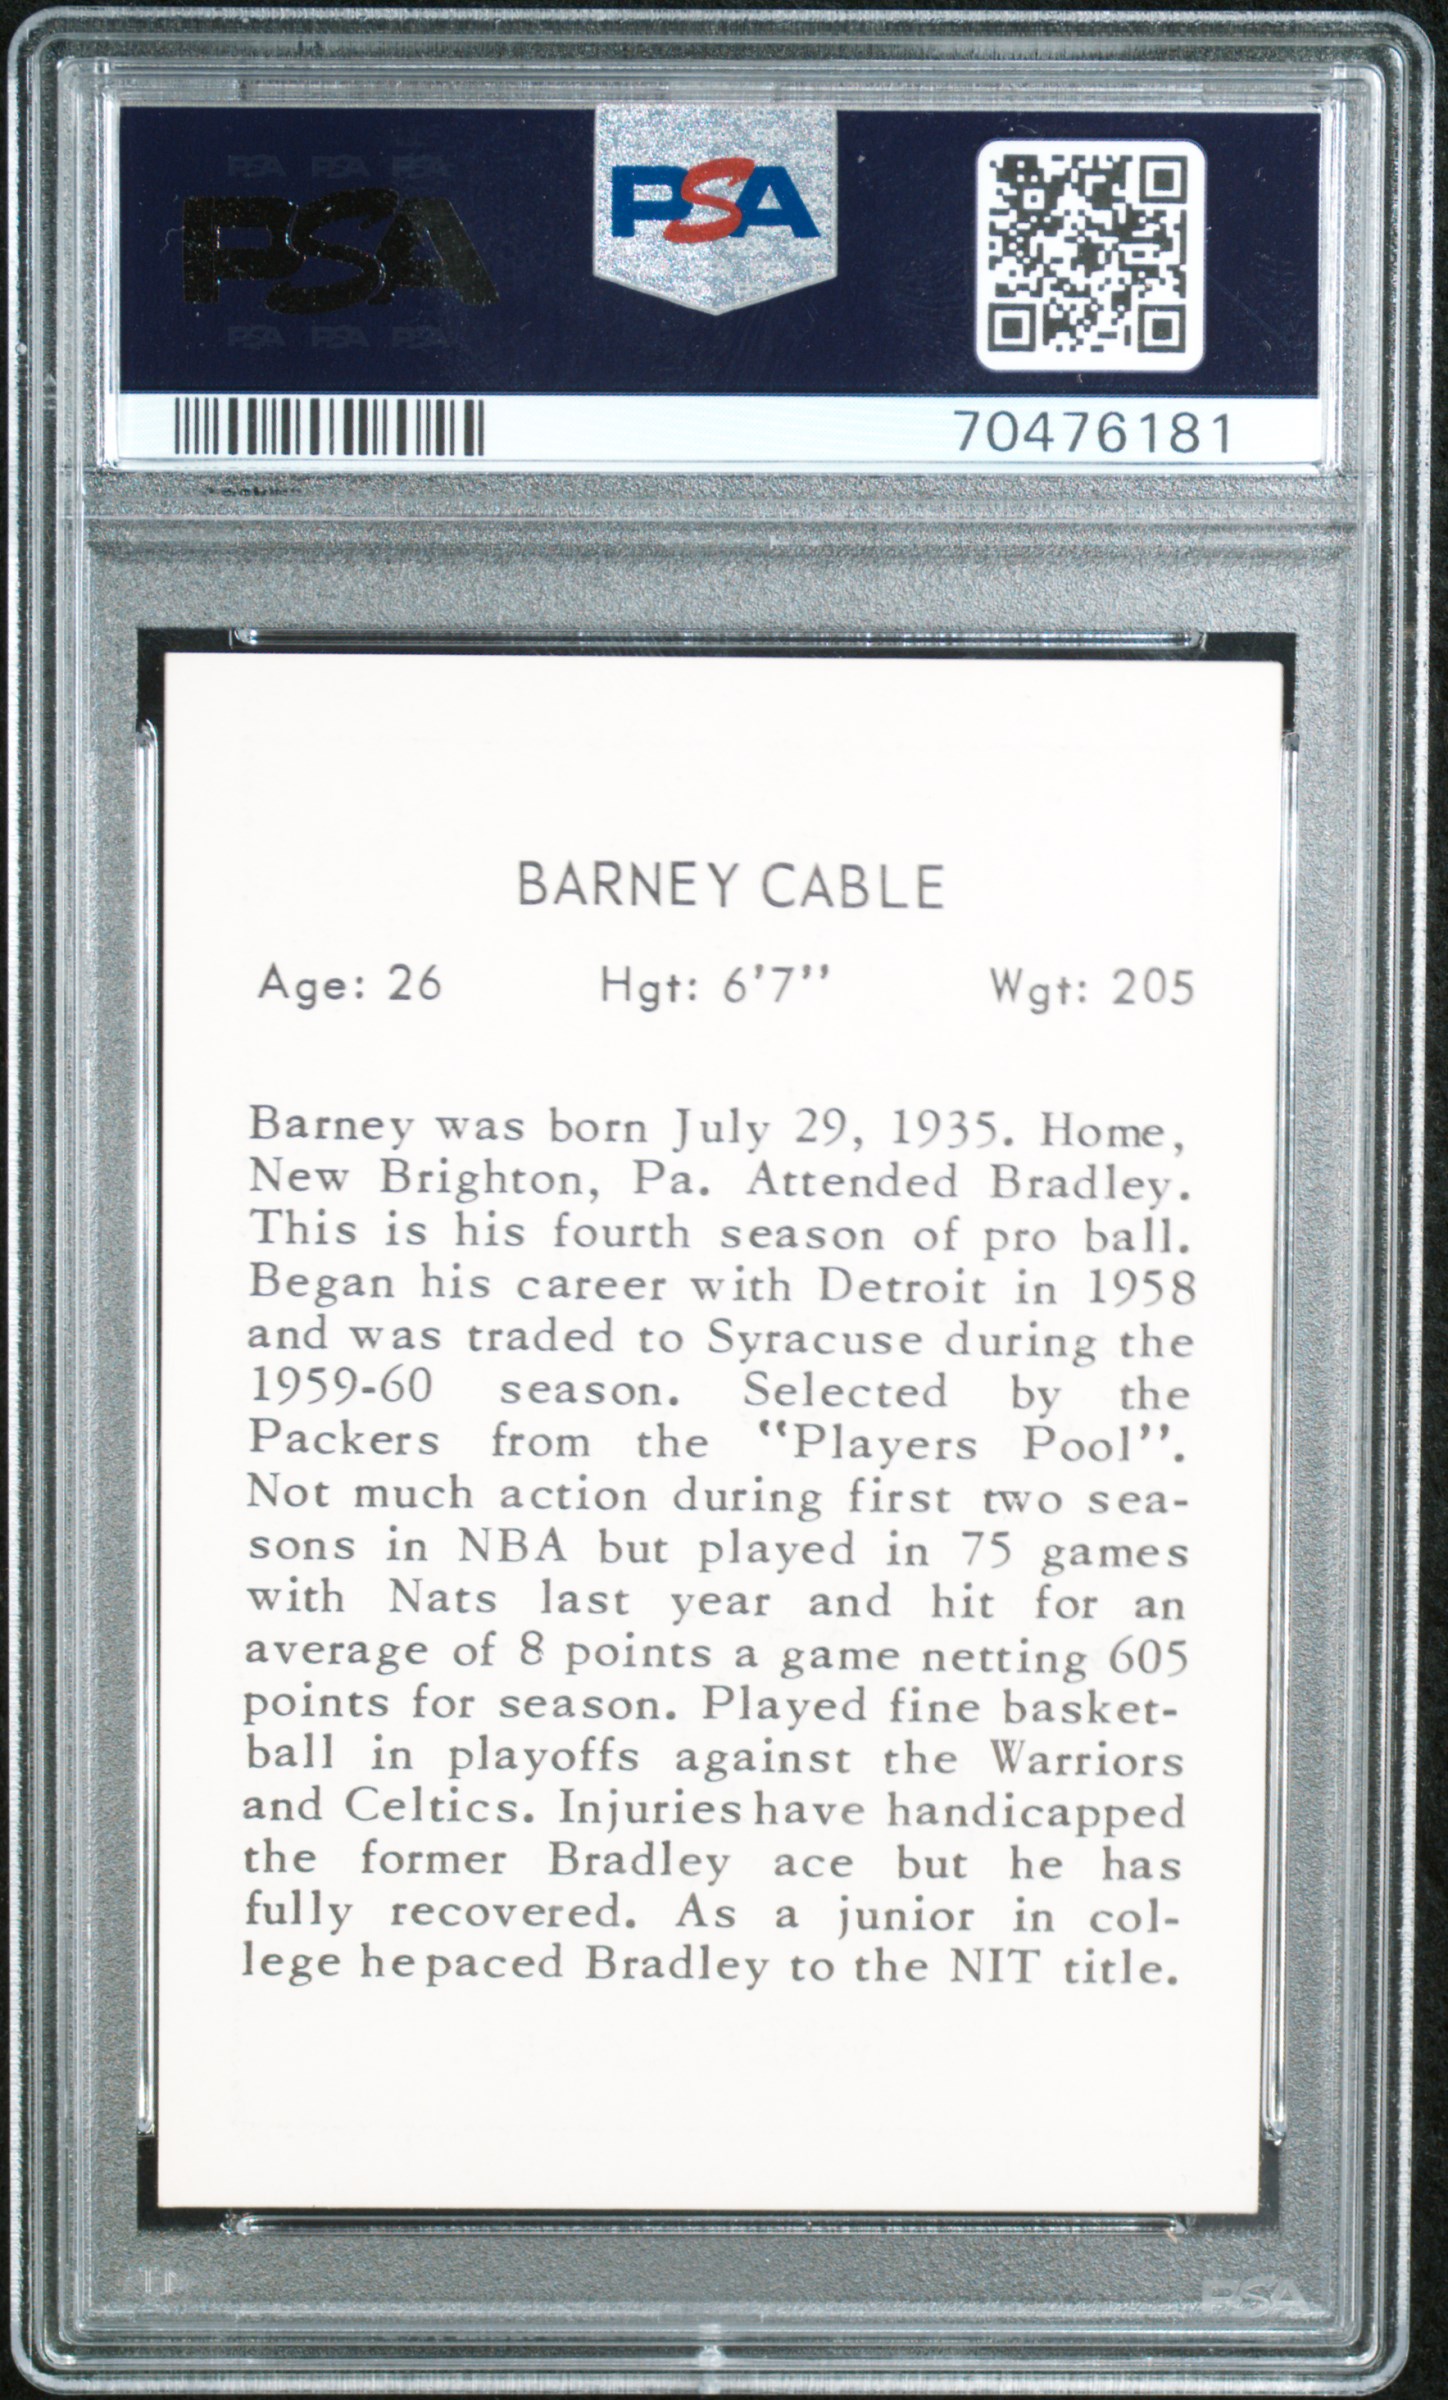 PSA PSA PSA
PSA
PSA PSA PSA
PSA
70476181
BARNEY CABLE
Age: 26 Hgt: 6'7'' Wgt: 205
Barney was born July 29, 1935. Home,
New Brighton, Pa. Attended Bradley.
This is his fourth season of pro ball.
Began his career with Detroit in 1958
and was traded to Syracuse during the
1959-60 season. Selected by the
Packers from the “Players Pool”.
Not much action during first two sea-
sons in NBA but played in 75 games
with Nats last year and hit for an
average of 8 points a game netting 605
points for season. Played fine basket-
ball in playoffs against the Warriors
and Celtics. Injuries have handicapped
the former Bradley ace but he has
fully recovered. As a junior in col-
lege he paced Bradley to the NIT title.
PSA